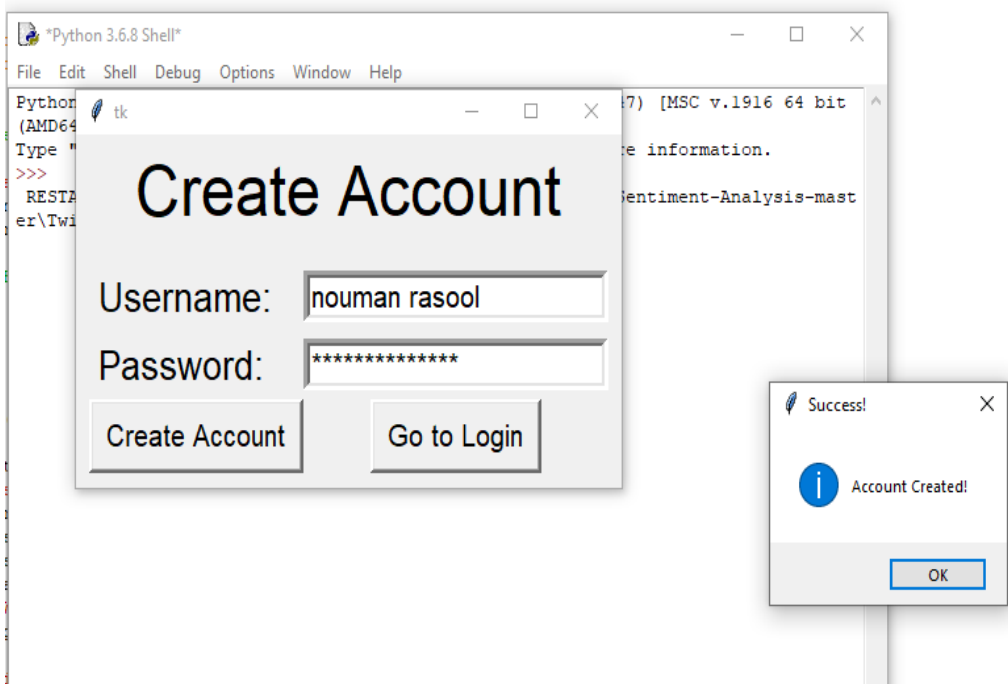 *Python 3.6.8 Shell*
File Edit Shell Debug Options Window Help
Python 7) [MSC v.1916 64 bit
(AMD64
Type " re information.
>>>
RESTA Sentiment-Analysis-mast
er\Twi
tk
Create Account
Username: nouman rasool
Password: **************
Create Account Go to Login
Success!
Account Created!
OK